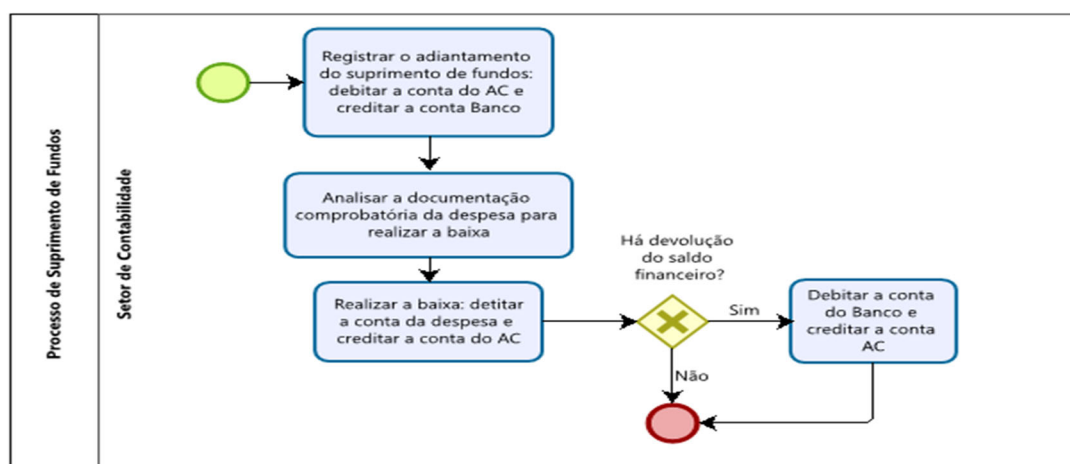 Processo de Suprimento de Fundos
Setor de Contabilidade
Registrar o adiantamento
do suprimento de fundos:
debitar a conta do AC e
creditar a conta Banco
Analisar a documentação
comprobatória da despesa para
realizar a baixa
Realizar a baixa: detitar
a conta da despesa e
creditar a conta do AC
Há devolução
do saldo
financeiro?
Sim
Não
Debitar a conta
do Banco e
creditar a conta
AC